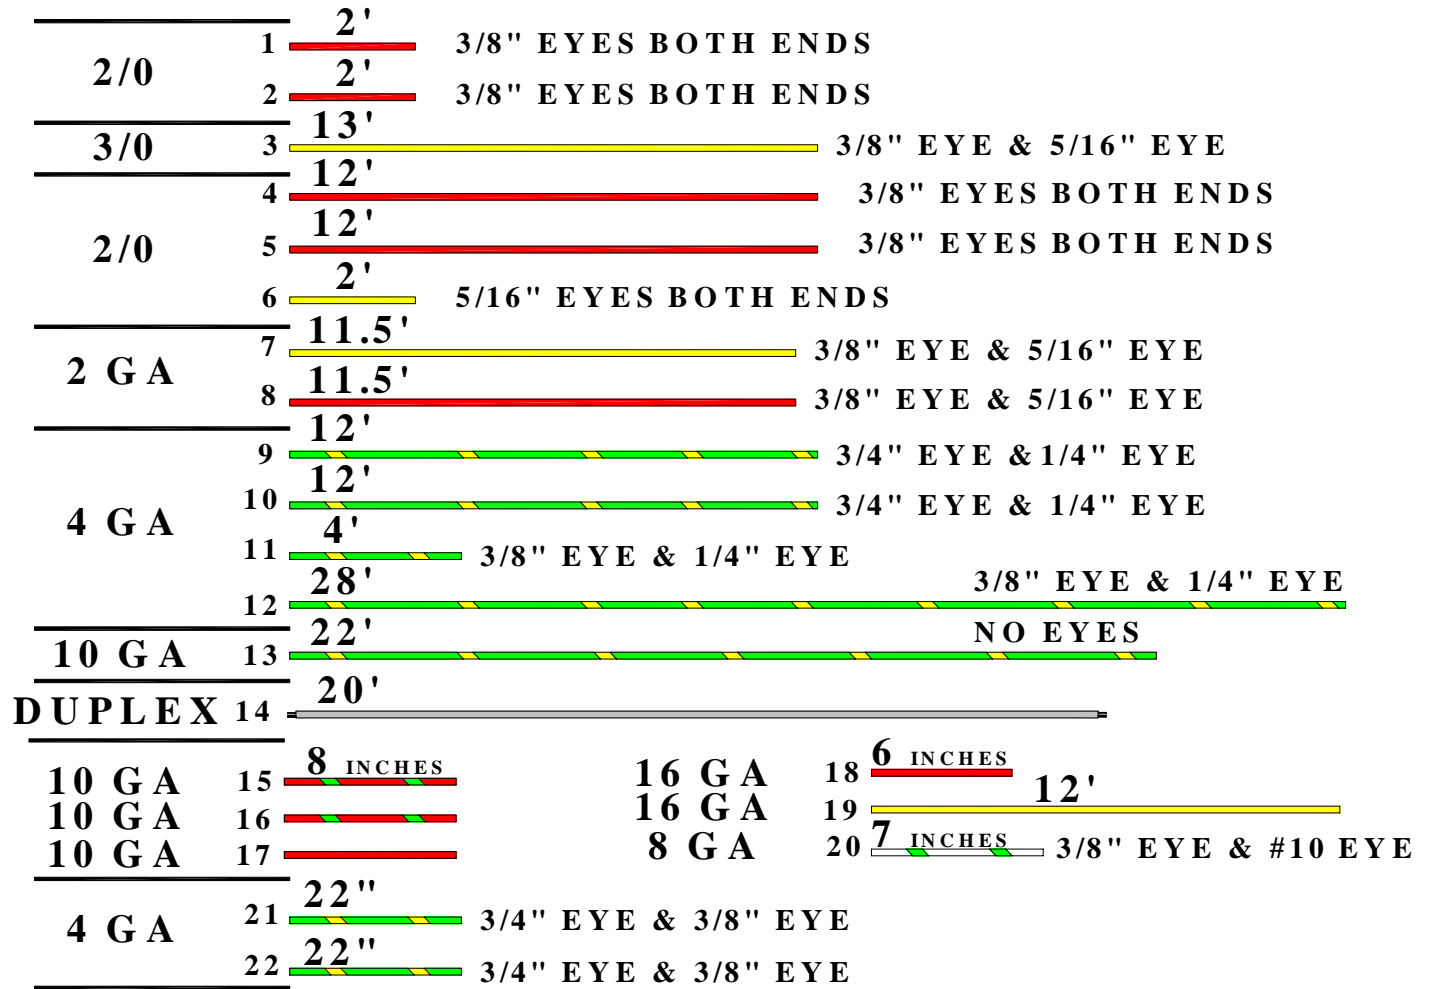 2/0
1 2' 3/8" EYES BOTH ENDS
2 2' 3/8" EYES BOTH ENDS
3/0 3 13' 3/8" EYE & 5/16" EYE
4 12' 3/8" EYES BOTH ENDS
2/0 5 12' 3/8" EYES BOTH ENDS
6 2' 5/16" EYES BOTH ENDS
2 GA
7 11.5' 3/8" EYE & 5/16" EYE
8 11.5' 3/8" EYE & 5/16" EYE
4 GA
9 12' 3/4" EYE & 1/4" EYE
10 12' 3/4" EYE & 1/4" EYE
11 4' 3/8" EYE & 1/4" EYE
12 28' 3/8" EYE & 1/4" EYE
10 GA 13 22' NO EYES
DUPLEX 14 20'
10 GA 15 8 INCHES
10 GA 16
10 GA 17
16 GA 18 6 INCHES
16 GA 19 12'
8 GA 20 7 INCHES 3/8" EYE & #10 EYE
4 GA
21 22" 3/4" EYE & 3/8" EYE
22 22" 3/4" EYE & 3/8" EYE